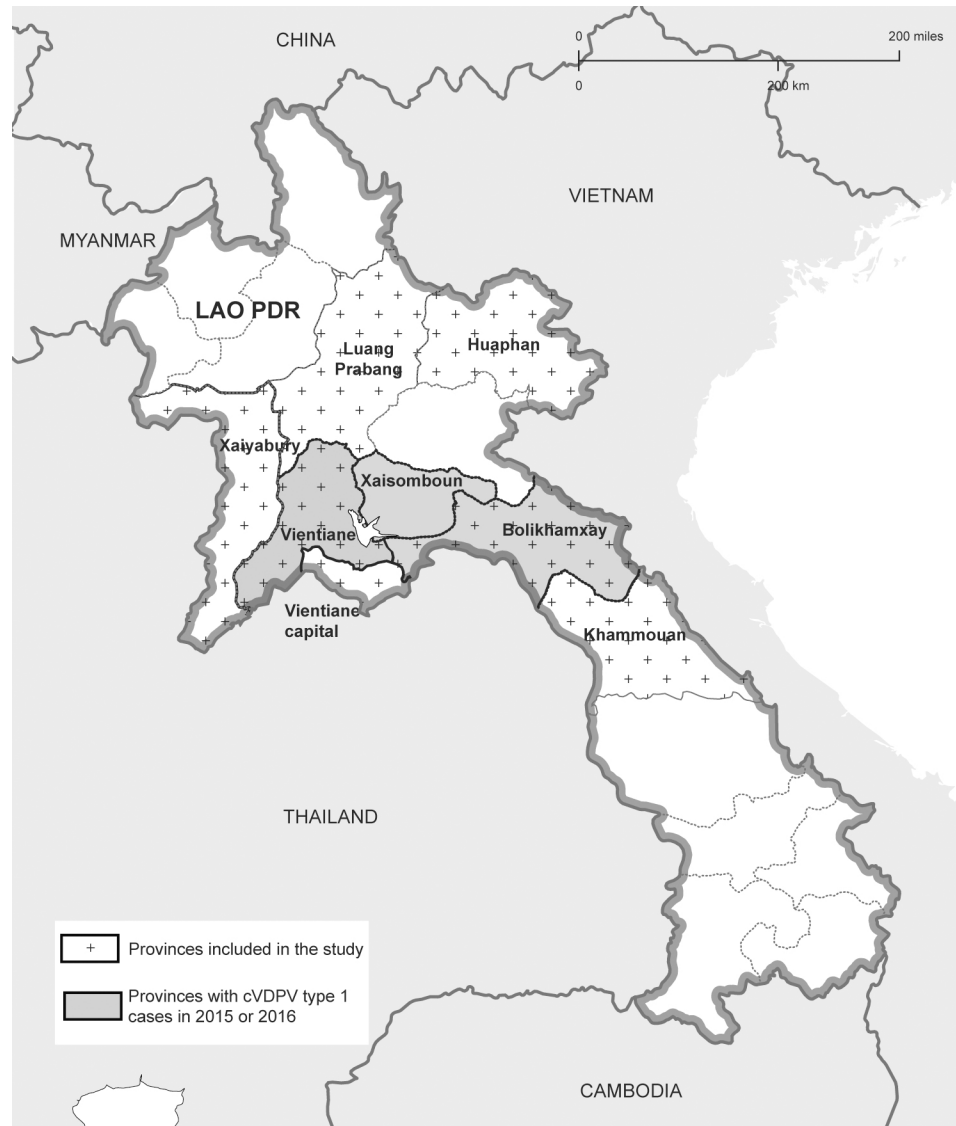 CHINA
0
200 miles
0
200 km
VIETNAM
MYANMAR
LAO PDR
Luang
Prabang
Huaphan
Xaiyabury
Xaisomboun
Vientiane
Bolikhamxay
Vientiane
capital
Khammouan
THAILAND
Provinces included in the study
Provinces with cVDPV type 1
cases in 2015 or 2016
CAMBODIA